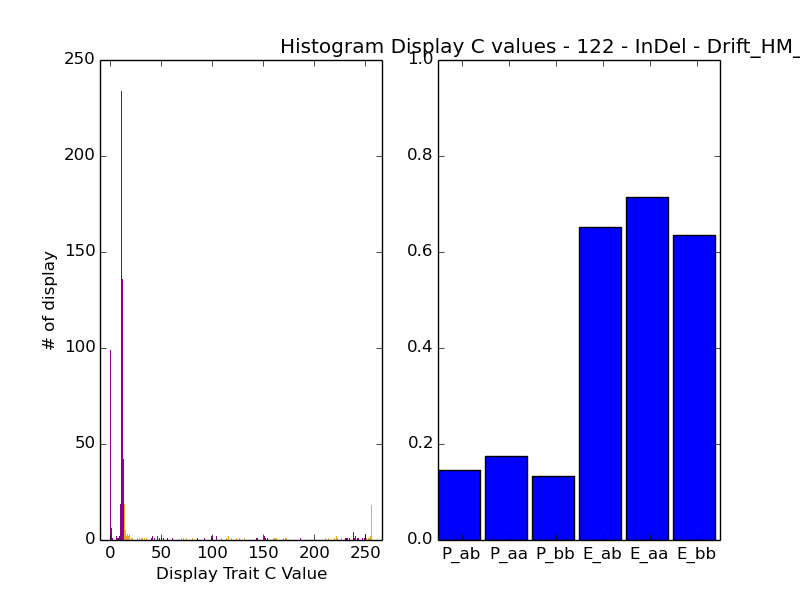 Histogram Display C values - 122 - InDel - Drift_HM_
250
200
150
100
50
0
# of display
0 50 100 150 200 250
Display Trait C Value
1.0
0.8
0.6
0.4
0.2
0.0
P_ab P_aa P_bb E_ab E_aa E_bb